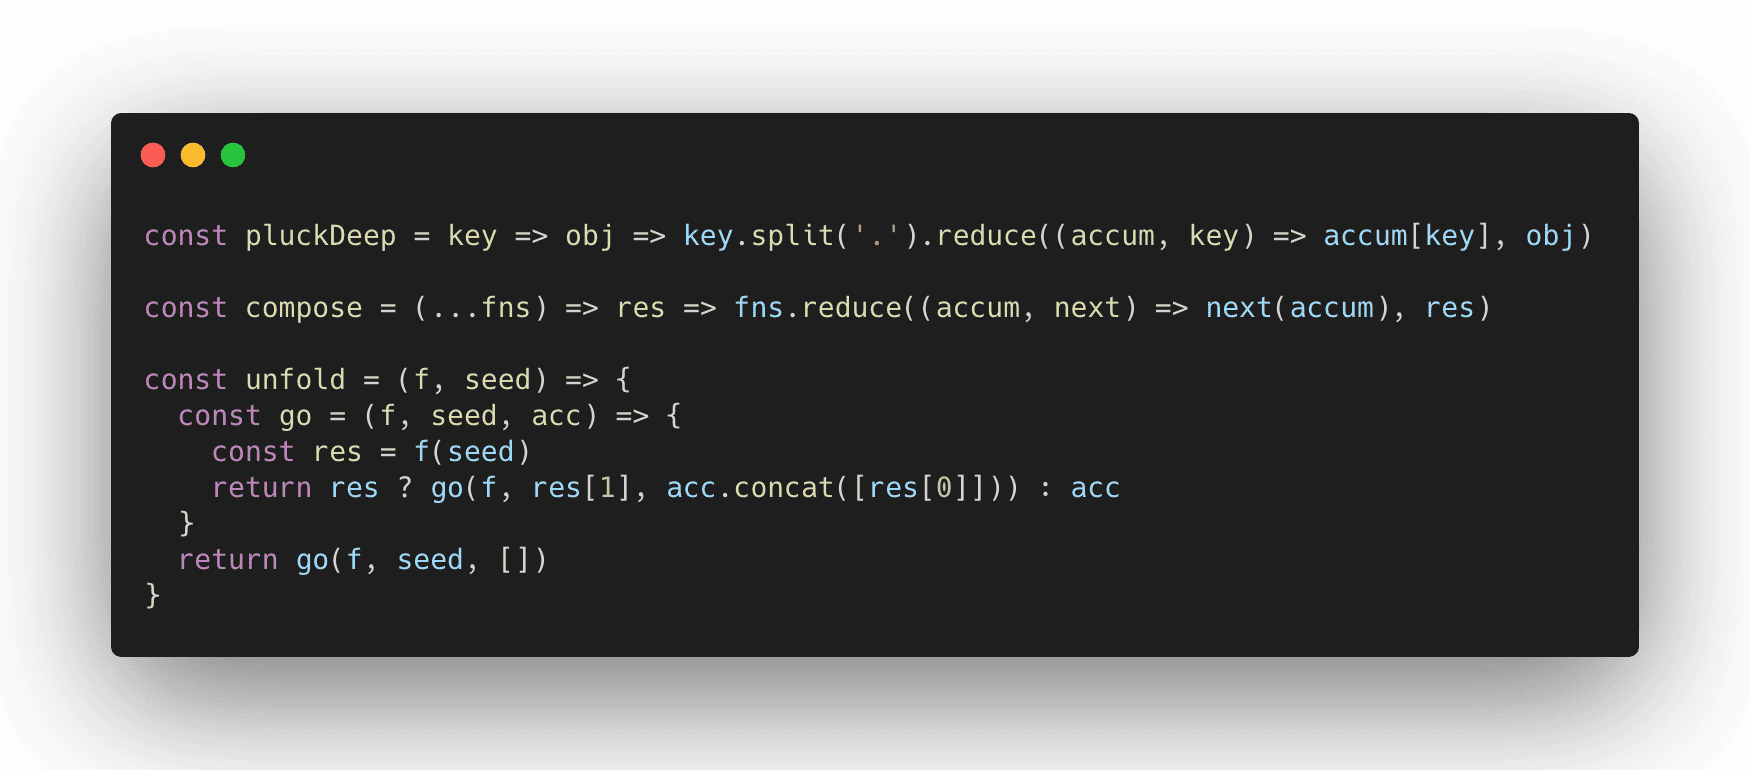 const pluckDeep = key => obj => key.split('.').reduce((accum, key) => accum[key], obj)
const compose = (...fns) => res => fns.reduce((accum, next) => next(accum), res)
const unfold = (f, seed) => {
  const go = (f, seed, acc) => {
    const res = f(seed)
    return res ? go(f, res[1], acc.concat([res[0]])) : acc
  }
  return go(f, seed, [])
}